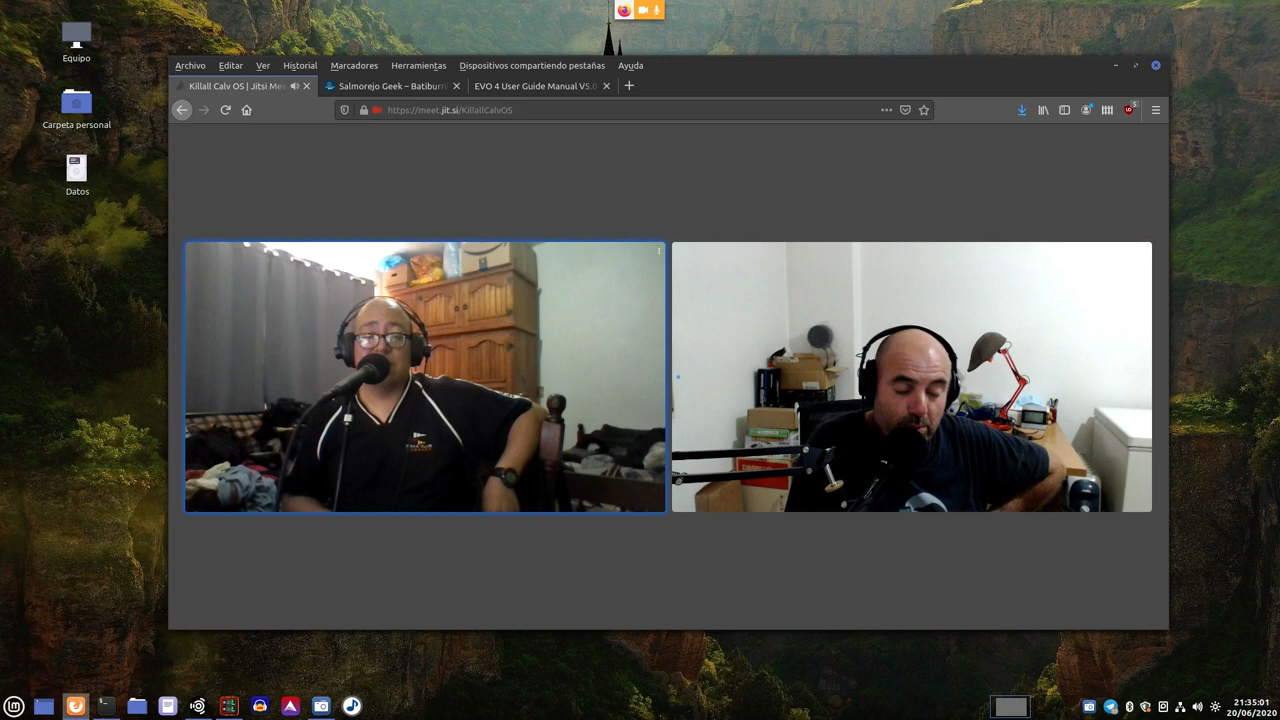 Equipo
Carpeta personal
Datos
Archivo Editar Ver Historial Marcadores Herramientas Dispositivos compartiendo pestañas Ayuda
Killall Calv OS | Jitsi Mee
Salmorejo Geek – Batiburr
EVO 4 User Guide Manual V5.0
https://meet.jit.si/KillallCalvOS
5
21:35:01
20/06/2020